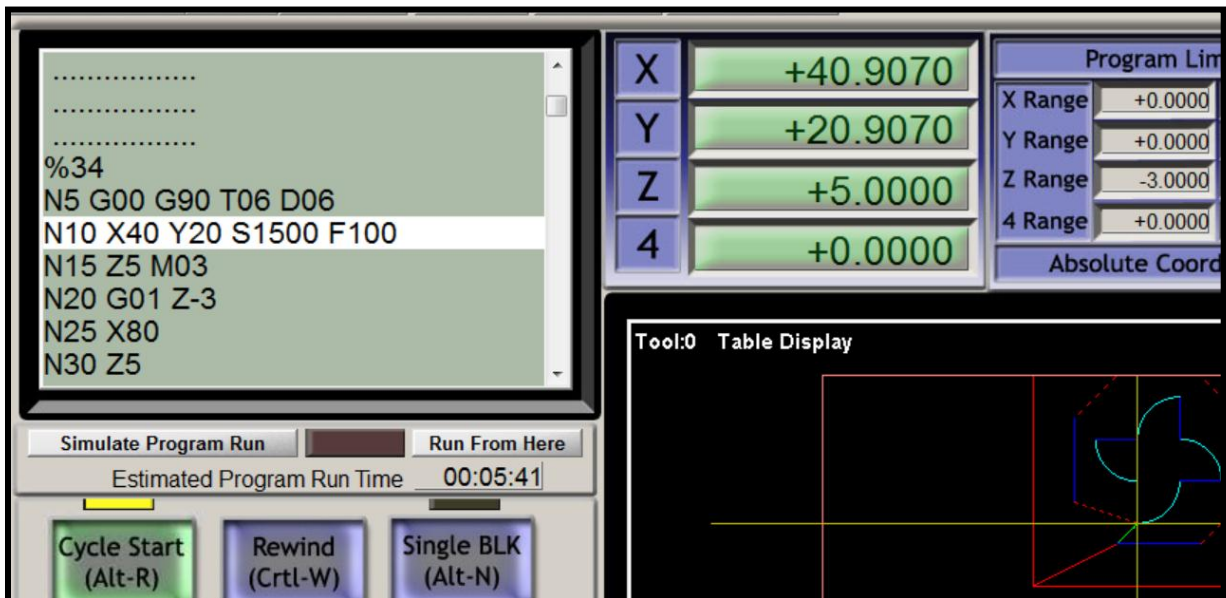 .................
.................
.................
%34
N5 G00 G90 T06 D06
N10 X40 Y20 S1500 F100
N15 Z5 M03
N20 G01 Z-3
N25 X80
N30 Z5
Simulate Program Run
Run From Here
Estimated Program Run Time 00:05:41
Cycle Start
(Alt-R)
Rewind
(Crtl-W)
Single BLK
(Alt-N)
X +40.9070
Y +20.9070
Z +5.0000
4 +0.0000
Program Lim
X Range +0.0000
Y Range +0.0000
Z Range -3.0000
4 Range +0.0000
Absolute Coord
Tool:0 Table Display